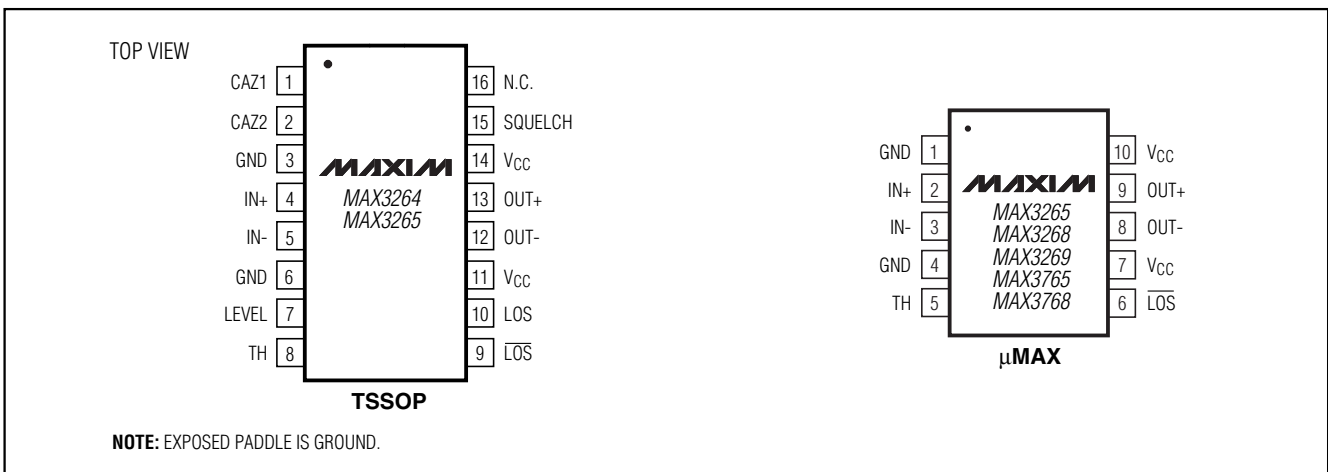 TOP VIEW
CAZ1 1
CAZ2 2
GND 3
IN+ 4
IN- 5
GND 6
LEVEL 7
TH 8
MAXIM
MAX3264
MAX3265
16 N.C.
15 SQUELCH
14 VCC
13 OUT+
12 OUT-
11 VCC
10 LOS
9 L̅O̅S̅
TSSOP
GND 1
IN+ 2
IN- 3
GND 4
TH 5
MAXIM
MAX3265
MAX3268
MAX3269
MAX3765
MAX3768
10 VCC
9 OUT+
8 OUT-
7 VCC
6 L̅O̅S̅
μMAX
NOTE: EXPOSED PADDLE IS GROUND.